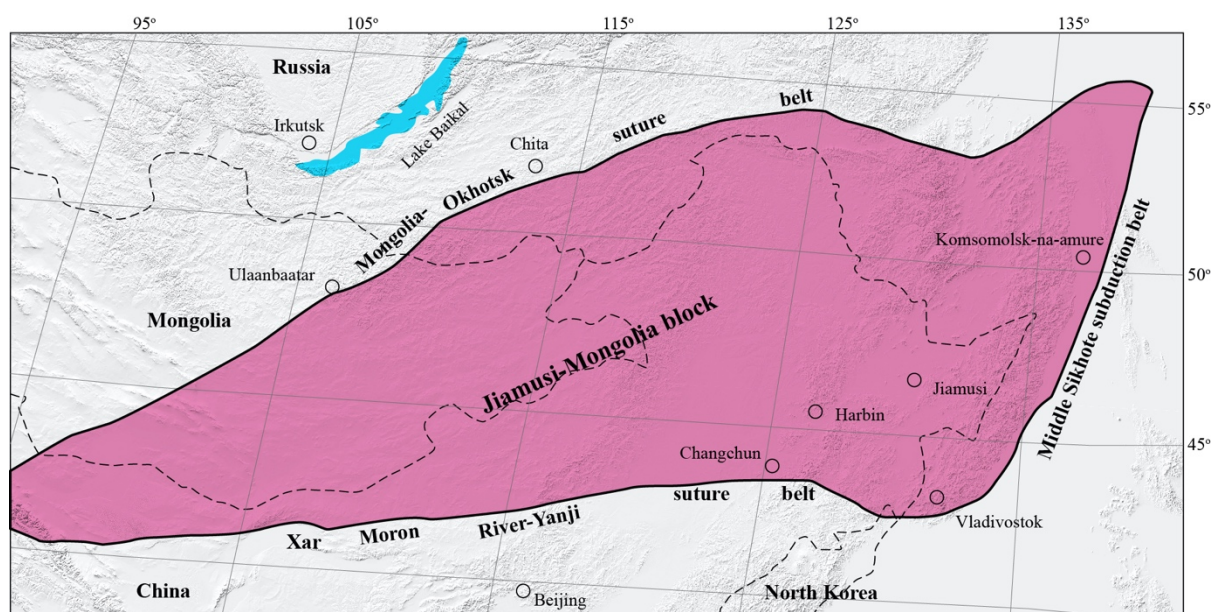 95° 105° 115° 125° 135°
Russia
Irkutsk
Lake Baikal
Chita
Mongolia-Okhotsk suture belt
55°
Komsomolsk-na-amure
50°
Ulaanbaatar
Mongolia
Jiamusi-Mongolia block
Middle Sikhote subduction belt
Jiamusi
Harbin
45°
Changchun
Xar Moron River-Yanji suture belt
Vladivostok
China
Beijing
North Korea